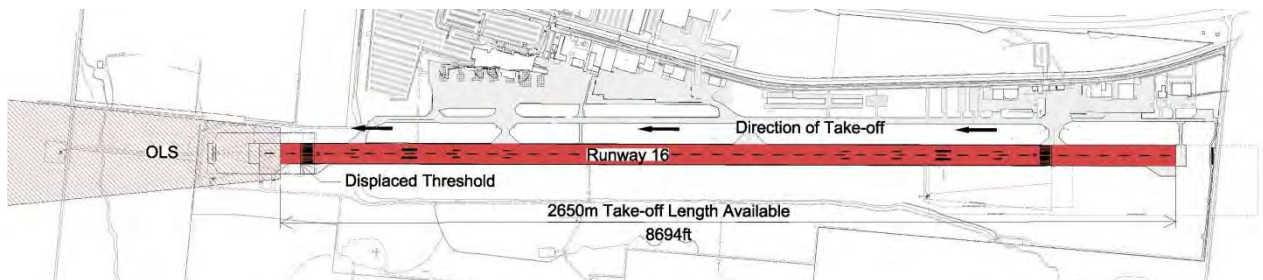 Direction of Take-off
OLS
Runway 16
Displaced Threshold
2650m Take-off Length Available
8694ft